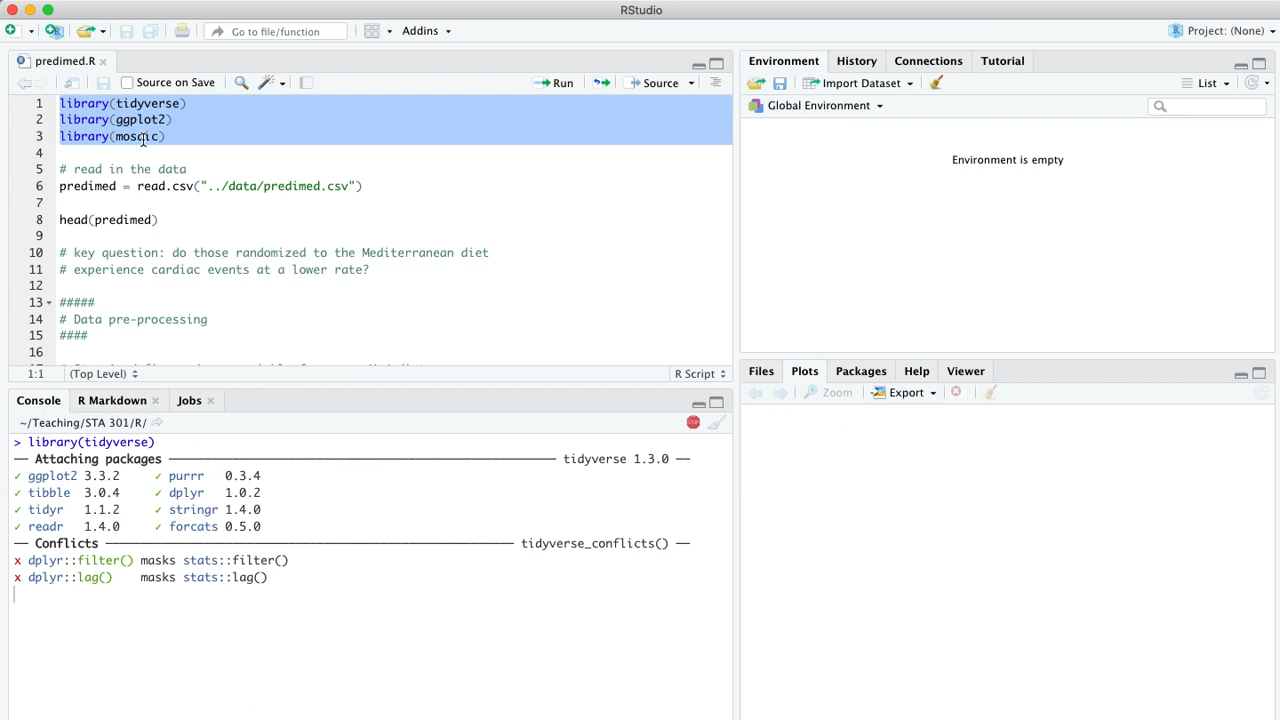 RStudio
Go to file/function
Addins
Project: (None)
predimed.R
Source on Save
Run
Source
1 library(tidyverse)
2 library(ggplot2)
3 library(mosaic)
4
5 # read in the data
6 predimed = read.csv("../data/predimed.csv")
7
8 head(predimed)
9
10 # key question: do those randomized to the Mediterranean diet
11 # experience cardiac events at a lower rate?
12
13 #####
14 # Data pre-processing
15 ####
16
1:1 (Top Level) R Script
Console R Markdown Jobs
~/Teaching/STA 301/R/
> library(tidyverse)
── Attaching packages ──────── tidyverse 1.3.0 ──
✓ ggplot2 3.3.2 ✓ purrr 0.3.4
✓ tibble 3.0.4 ✓ dplyr 1.0.2
✓ tidyr 1.1.2 ✓ stringr 1.4.0
✓ readr 1.4.0 ✓ forcats 0.5.0
── Conflicts ──────── tidyverse_conflicts() ──
x dplyr::filter() masks stats::filter()
x dplyr::lag() masks stats::lag()
Environment History Connections Tutorial
Import Dataset
List
Global Environment
Environment is empty
Files Plots Packages Help Viewer
Zoom Export